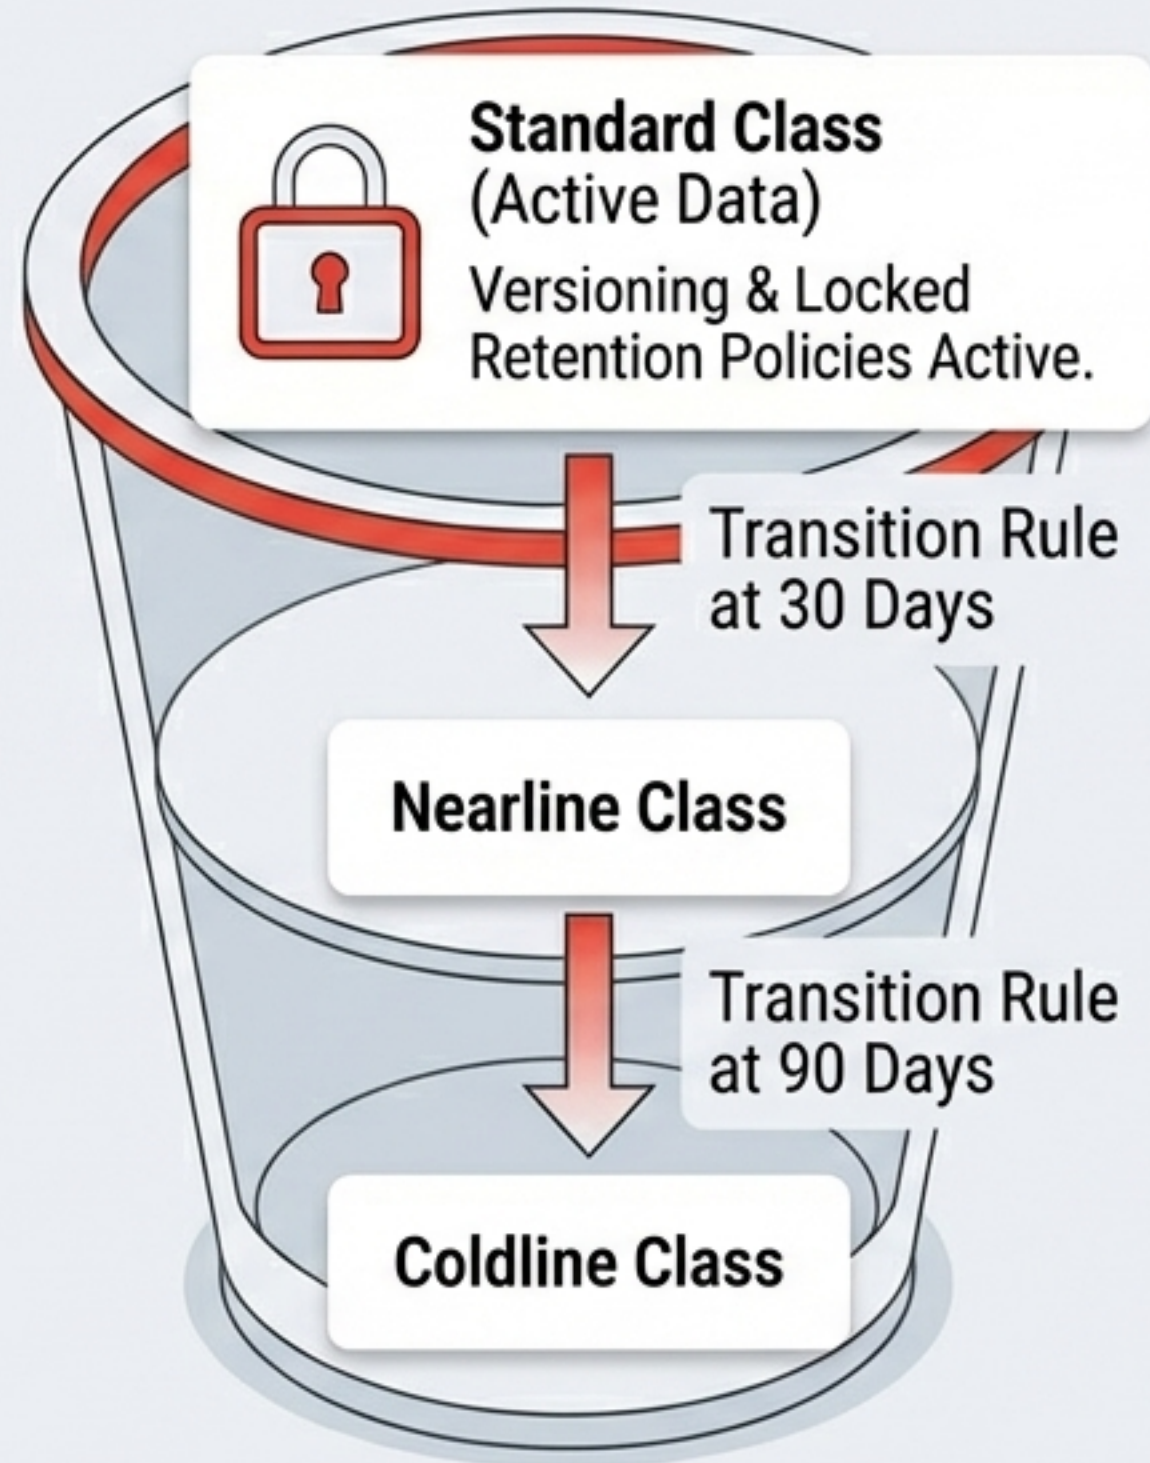 Standard Class
(Active Data)
Versioning & Locked
Retention Policies Active.
Transition Rule
at 30 Days
Nearline Class
Transition Rule
at 90 Days
Coldline Class